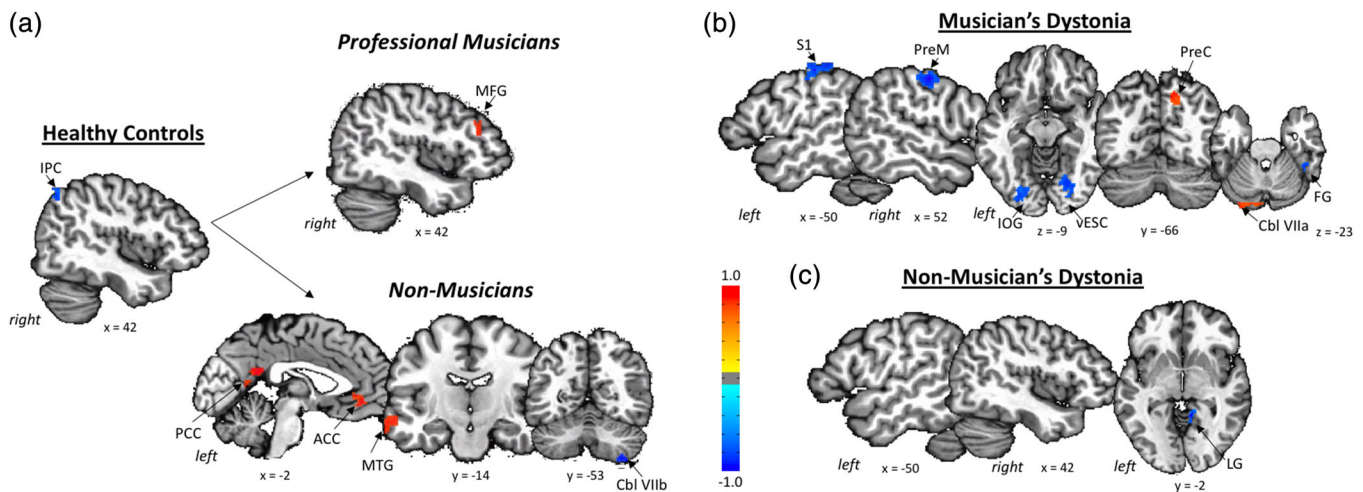 (a)
Professional Musicians
MFG
Healthy Controls
IPC
right
x = 42
right
x = 42
Non-Musicians
PCC
left
ACC
MTG
x = -2
y = -14
y = -53
Cbl VIIb
(b)
Musician's Dystonia
S1
PreM
PreC
left
x = -50
right
x = 52
left
IOG
z = -9
vESC
y = -66
Cbl VIIa
FG
z = -23
1.0
-1.0
(c)
Non-Musician's Dystonia
left
x = -50
right
x = 42
left
LG
y = -2